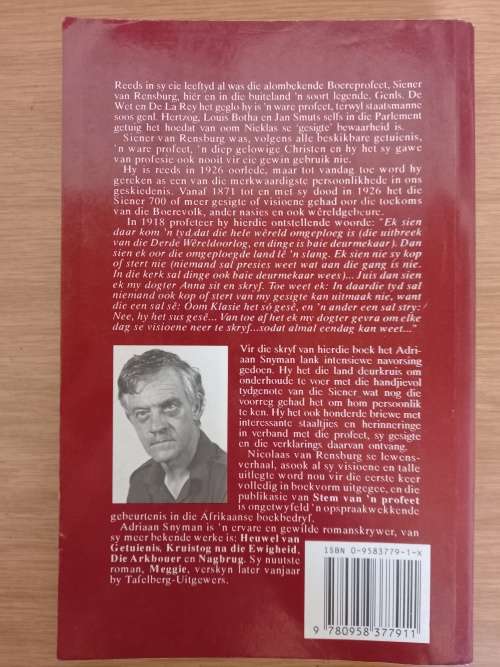 Reeds in sy eie leeftyd al was die alombekende Boereprofeet, Siener
van Rensburg, hiér en in die buiteland 'n soort legende. Genls. De
Wet en De La Rey het geglo hy is 'n ware profeet, terwyl staatsmanne
soos genl. Hertzog, Louis Botha en Jan Smuts selfs in die Parlement
getuig het hoedat van oom Nicklas se 'gesigte' bewaarheid is.
Siener van Rensburg was, volgens alle beskikbare getuienis,
'n ware profeet, 'n diep gelowige Christen en hy het sy gawe
van profesie ook nooit vir eie gewin gebruik nie.
Hy is reeds in 1926 oorlede, maar tot vandag toe word hy
gereken as een van die merkwaardigste persoonlikhede in ons
geskiedenis. Vanaf 1871 tot en met sy dood in 1926 het die
Siener 700 of meer gesigte of visioene gehad oor die toekoms
van die Boerevolk, ander nasies en ook wêreldgebeure.
In 1918 profeteer hy hierdie ontstellende woorde: "Ek sien
daar kom 'n tyd dat die hele wêreld omgeploeg is (die uitbreek
van die Derde Wêreldoorlog, en dinge is baie deurmekaar). Dan
sien ek oor die omgeploegde land lê 'n slang. Ek sien nie sy kop
of stert nie (niemand sal presies weet wat aan die gang is nie.
In die kerk sal dinge ook baie deurmekaar wees)... Juis dan sien
ek my dogter Anna sit en skryf. Toe weet ek: In daardie tyd sal
niemand ook kop of stert van my gesigte kan uitmaak nie, want
die een sal sê: Oom Klasie het só gesê, en 'n ander een sal stry:
Nee, hy het sus gesê... Van toe af het ek my dogter gevra om elke
dag se visioene neer te skryf...sodat almal eendag kan weet..."
Vir die skryf van hierdie boek het Adri-
aan Snyman lank intensiewe navorsing
gedoen. Hy het die land deurkruis om
onderhoude te voer met die handjievol
tydgenote van die Siener wat nog die
voorreg gehad het om hom persoonlik
te ken. Hy het ook honderde briewe met
interessante staaltjies en herinneringe
in verband met die profeet, sy gesigte
en die verklarings daarvan ontvang.
Nicolaas van Rensburg se lewens-
verhaal, asook al sy visioene en talle
uitlegte word nou vir die eerste keer
volledig in boekvorm uitgegee, en die
publikasie van Stem van 'n profeet
is ongetwyfeld 'n opspraakwekkende
gebeurtenis in die Afrikaanse boekbedryf.
Adriaan Snyman is 'n ervare en gewilde romanskrywer, van
sy meer bekende werke is: Heuwel van
Getuienis, Kruistog na die Ewigheid,
Die Arkbouer en Nagbrug. Sy nuutste
roman, Meggie, verskyn later vanjaar
by Tafelberg-Uitgewers.
ISBN 0-9583779-1-X
9 780958 377911